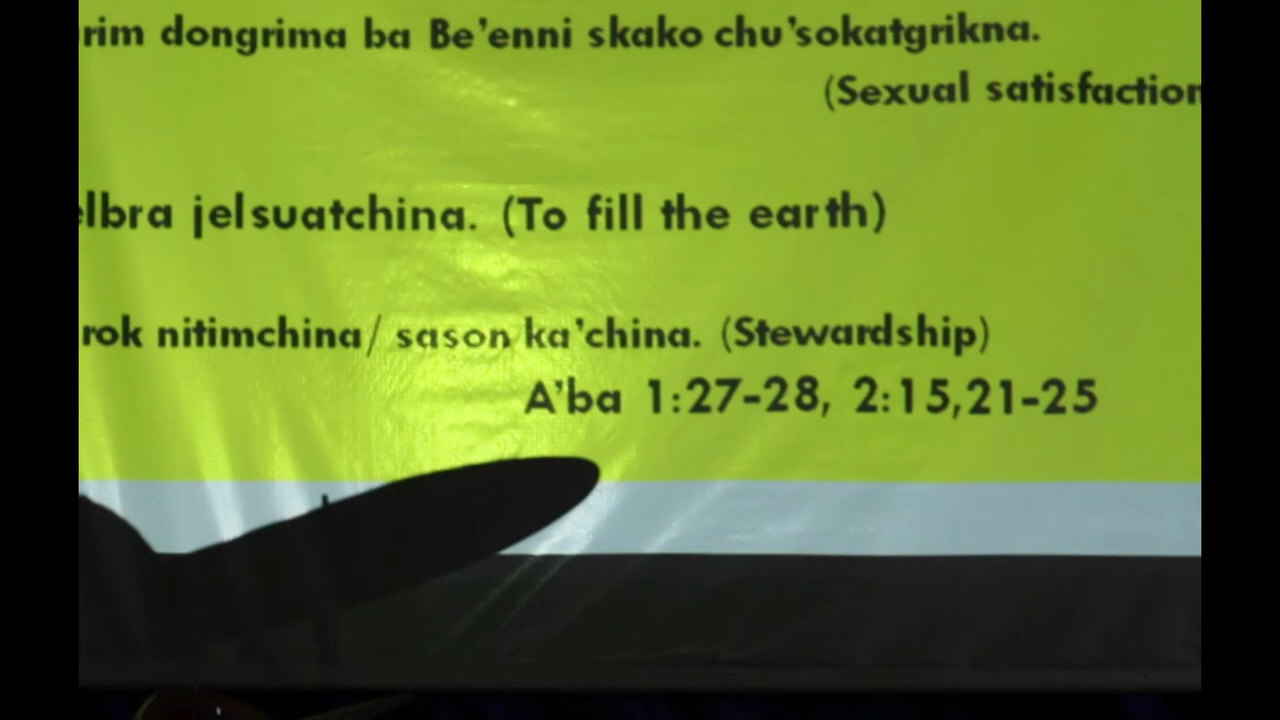 rim dongrima ba Be'enni skako chu'sokatgrikna.
(Sexual satisfaction
elbra jelsuatchina. (To fill the earth)
rok nitimchina/ sason ka'china. (Stewardship)
A'ba 1:27-28, 2:15,21-25